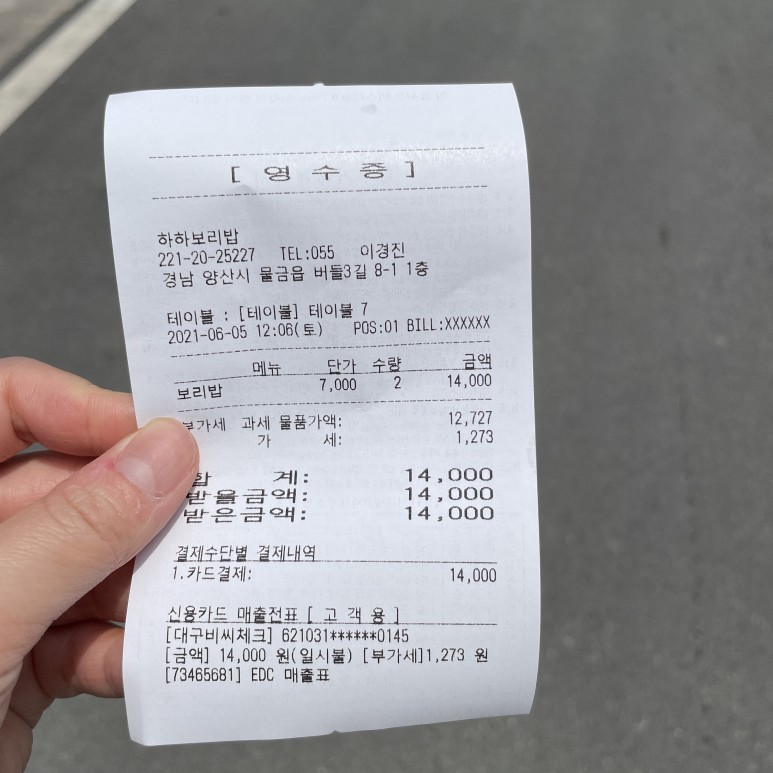 [ 영 수 증 ]
하하보리밥
221-20-25227 TEL:055 이경진
경남 양산시 물금읍 버들3길 8-1 1층
테이블 : [테이블] 테이블 7
2021-06-05 12:06(토) POS:01 BILL:XXXXXX
메뉴 단가 수량 금액
보리밥 7,000 2 14,000
부가세 과세 물품가액: 12,727
가 세: 1,273
합 계: 14,000
받을금액: 14,000
받은금액: 14,000
결제수단별 결제내역
1.카드결제: 14,000
신용카드 매출전표 [ 고 객 용 ]
[대구비씨체크] 621031******0145
[금액] 14,000 원(일시불) [부가세]1,273 원
[73465681] EDC 매출표